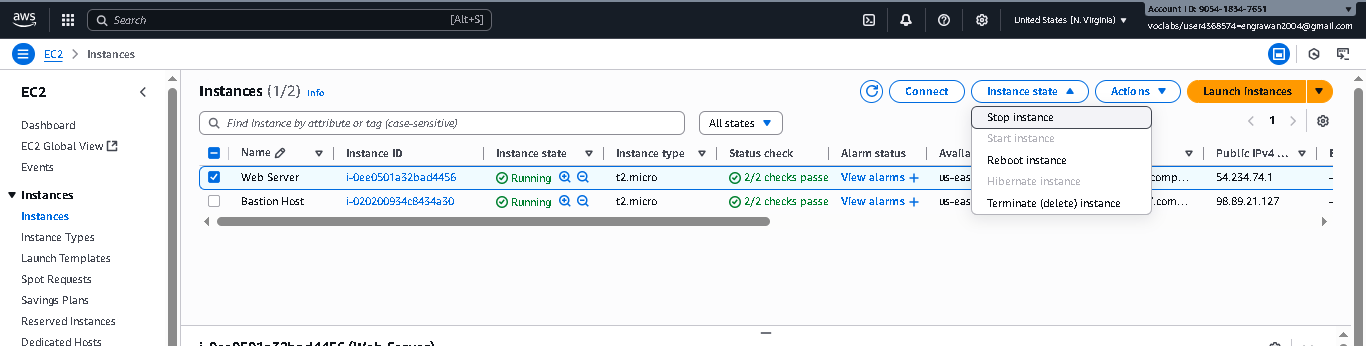 aws Search [Alt+S] United States (N. Virginia) Account ID: 9054-1834-7651
voclabs/user4368574=engrawan2004@gmail.com
EC2 Instances
EC2
Dashboard
EC2 Global View
Events
Instances
Instances
Instance Types
Launch Templates
Spot Requests
Savings Plans
Reserved Instances
Dedicated Hosts
Instances (1/2) Info
Connect Instance state Actions Launch instances
Find Instance by attribute or tag (case-sensitive) All states 1
Stop instance
Start instance
Reboot instance
Hibernate instance
Terminate (delete) instance
Name Instance ID Instance state Instance type Status check Alarm status Availa Public IPv4 ...
Web Server i-0ee0501a32bad4456 Running t2.micro 2/2 checks passe View alarms + us-eas .comp... 54.234.74.1 –
Bastion Host i-020200934c8434a30 Running t2.micro 2/2 checks passe View alarms + us-eas .com... 98.89.21.127 –
i-0ee0501a32bad4456 (Web Server)